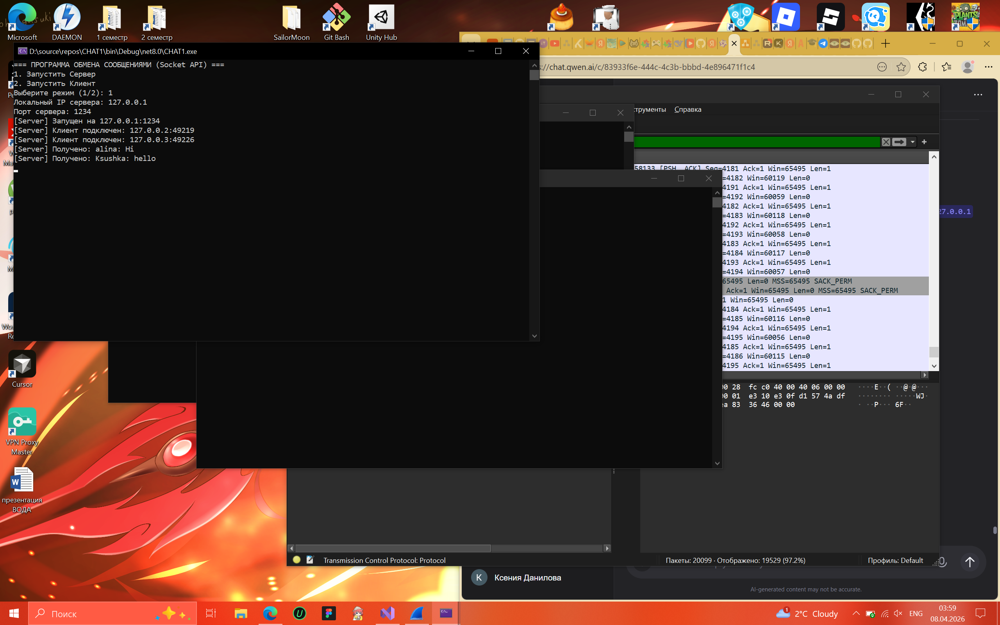 Microsoft
DAEMON
1 семестр
2 семестр
SailorMoon
Git Bash
Unity Hub
D:\source\repos\CHAT1\bin\Debug\net8.0\CHAT1.exe
=== ПРОГРАММА ОБМЕНА СООБЩЕНИЯМИ (Socket API) ===
1. Запустить Сервер
2. Запустить Клиент
Выберите режим (1/2): 1
Локальный IP сервера: 127.0.0.1
Порт сервера: 1234
[Server] Запущен на 127.0.0.1:1234
[Server] Клиент подключен: 127.0.0.2:49219
[Server] Клиент подключен: 127.0.0.3:49226
[Server] Получено: alina: Hi
[Server] Получено: Ksushka: hello
://chat.qwen.ai/c/83933f6e-444c-4c3b-bbbd-4e896471f1c4
струменты Справка
58133 [PSH, ACK] Seq=4181 Ack=1 Win=65495 Len=1
=4182 Win=60119 Len=0
4191 Ack=1 Win=65495 Len=1
=4192 Win=60059 Len=0
4182 Ack=1 Win=65495 Len=1
=4183 Win=60118 Len=0
4192 Ack=1 Win=65495 Len=1
=4193 Win=60058 Len=0
4183 Ack=1 Win=65495 Len=1
=4184 Win=60117 Len=0
4193 Ack=1 Win=65495 Len=1
=4194 Win=60057 Len=0
65495 Len=0 MSS=65495 SACK_PERM
Ack=1 Win=65495 Len=0 MSS=65495 SACK_PERM
1 Win=65495 Len=0
4184 Ack=1 Win=65495 Len=1
=4185 Win=60116 Len=0
4194 Ack=1 Win=65495 Len=1
=4195 Win=60056 Len=0
4185 Ack=1 Win=65495 Len=1
=4186 Win=60115 Len=0
4195 Ack=1 Win=65495 Len=1
27.0.0.1
00 28 fc c0 40 00 40 06 00 00 ····E··( ··@·@···
00 01 e3 10 e3 0f d1 57 4a df ········ ·····WJ·
ea 83 36 46 00 00 · ··P··· 6F··
Cursor
VPN Proxy
Master
презентация
ВОДА
Transmission Control Protocol: Protocol
Пакеты: 20099 · Отображено: 19529 (97.2%)
Профиль: Default
К Ксения Данилова
AI-generated content may not be accurate.
Поиск
1
2°C Cloudy
ENG
03:59
08.04.2026